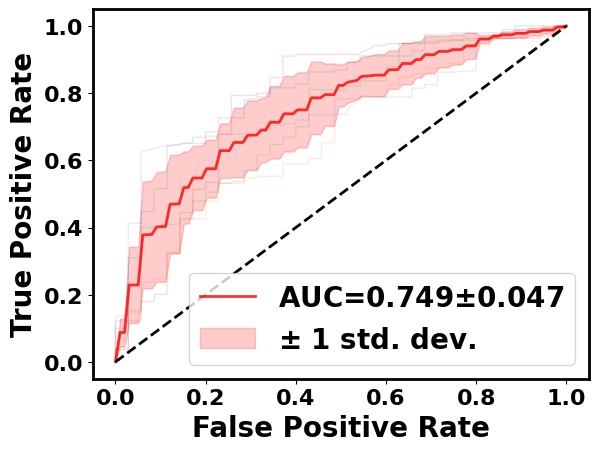 True Positive Rate
1.0
0.8
0.6
0.4
0.2
0.0
AUC=0.749±0.047
± 1 std. dev.
0.0 0.2 0.4 0.6 0.8 1.0
False Positive Rate